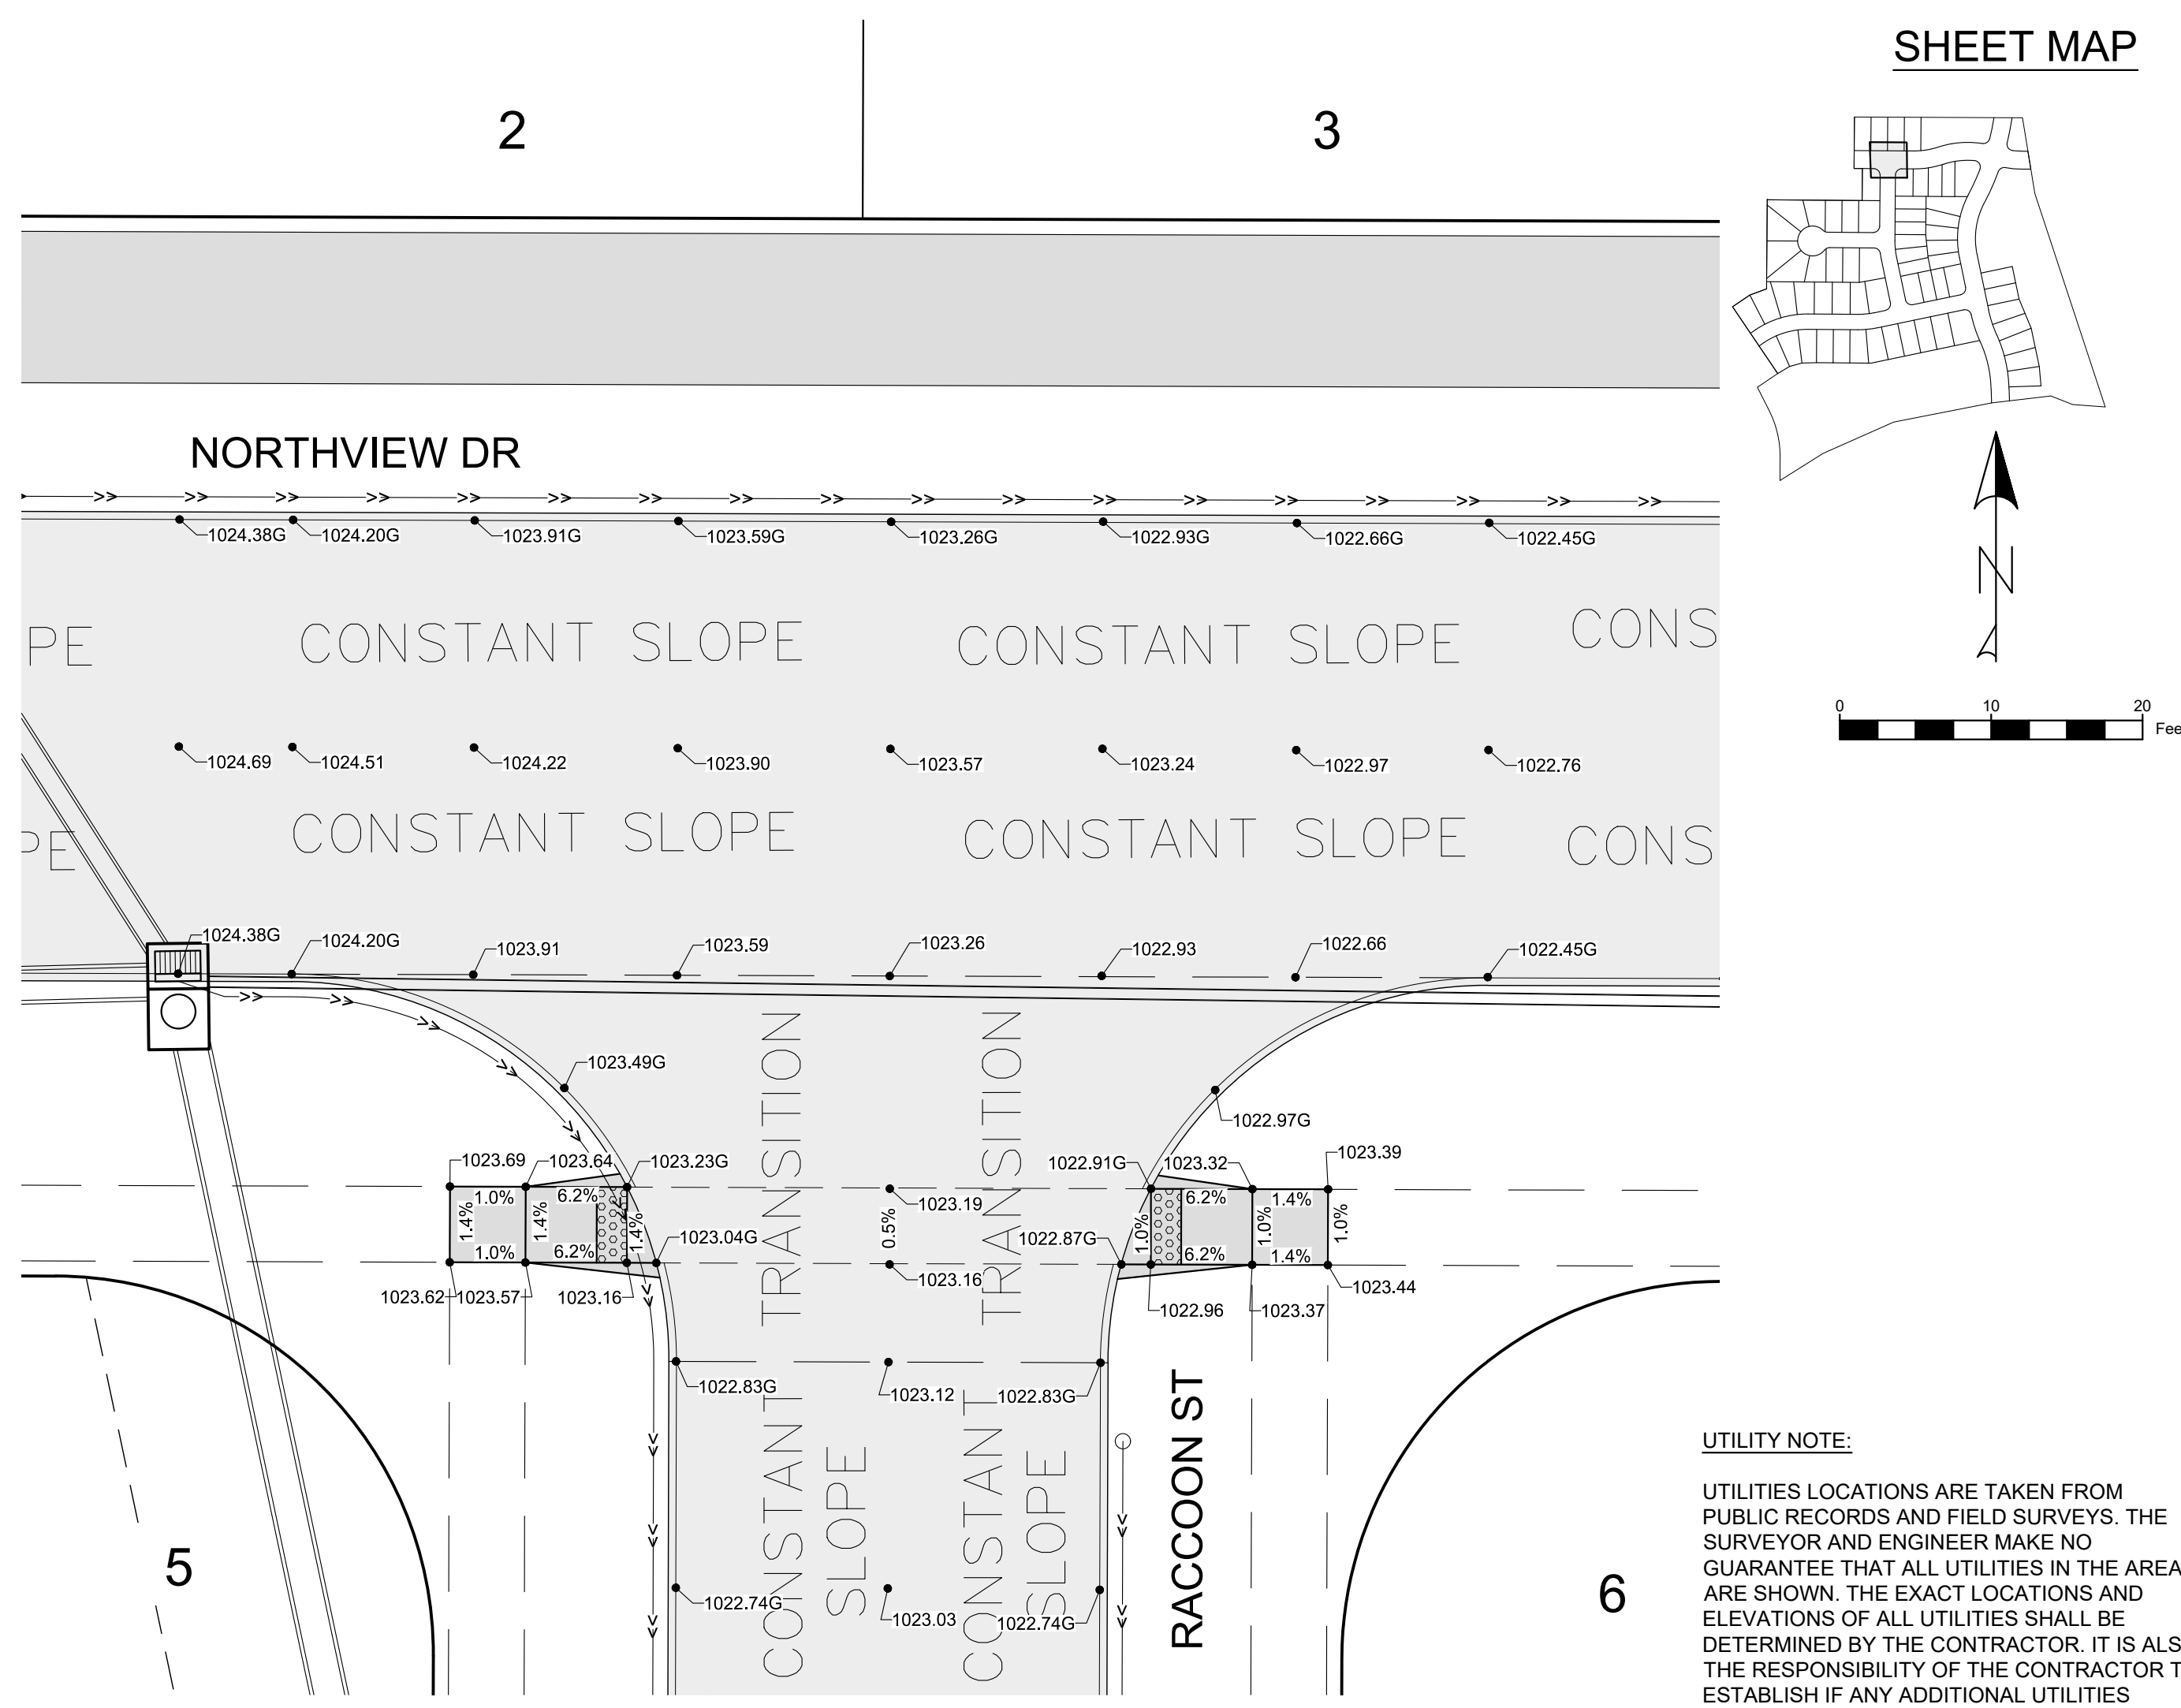 SHEET MAP
2
3
NORTHVIEW DR
1024.38G
1024.20G
1023.91G
1023.59G
1023.26G
1022.93G
1022.66G
1022.45G
PE
CONSTANT SLOPE
CONSTANT SLOPE
CONS
N
0 10 20
Fee
1024.69
1024.51
1024.22
1023.90
1023.57
1023.24
1022.97
1022.76
PE
CONSTANT SLOPE
CONSTANT SLOPE
CONS
1024.38G
1024.20G
1023.91
1023.59
1023.26
1022.93
1022.66
1022.45G
TRANSITION
TRANSITION
1023.49G
1022.97G
1023.69
1023.64
1023.23G
1022.91G
1023.32
1023.39
1.0%
6.2%
1023.19
6.2%
1.4%
1.4%
1.4%
1.4%
0.5%
1.0%
1.0%
1.0%
1023.04G
1022.87G
1.0%
6.2%
6.2%
1.4%
1023.16
1023.62
1023.57
1023.16
1022.96
1023.37
1023.44
1022.83G
1023.12
1022.83G
CONSTANT
SLOPE
CONSTANT
SLOPE
RACCOON ST
1022.74G
1023.03
1022.74G
5
6
UTILITY NOTE:
UTILITIES LOCATIONS ARE TAKEN FROM
PUBLIC RECORDS AND FIELD SURVEYS. THE
SURVEYOR AND ENGINEER MAKE NO
GUARANTEE THAT ALL UTILITIES IN THE AREA
ARE SHOWN. THE EXACT LOCATIONS AND
ELEVATIONS OF ALL UTILITIES SHALL BE
DETERMINED BY THE CONTRACTOR. IT IS ALS
THE RESPONSIBILITY OF THE CONTRACTOR T
ESTABLISH IF ANY ADDITIONAL UTILITIES